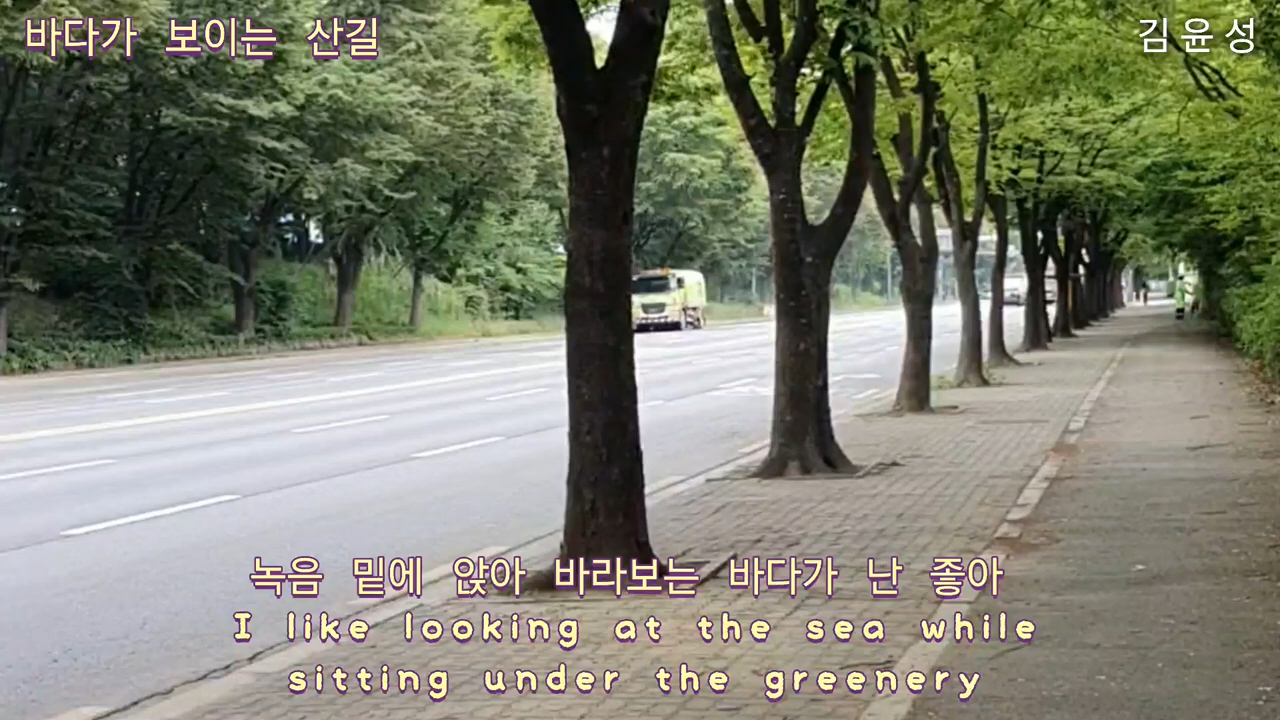 바다가 보이는 산길
김윤성
녹음 밑에 앉아 바라보는 바다가 난 좋아
I like looking at the sea while
sitting under the greenery